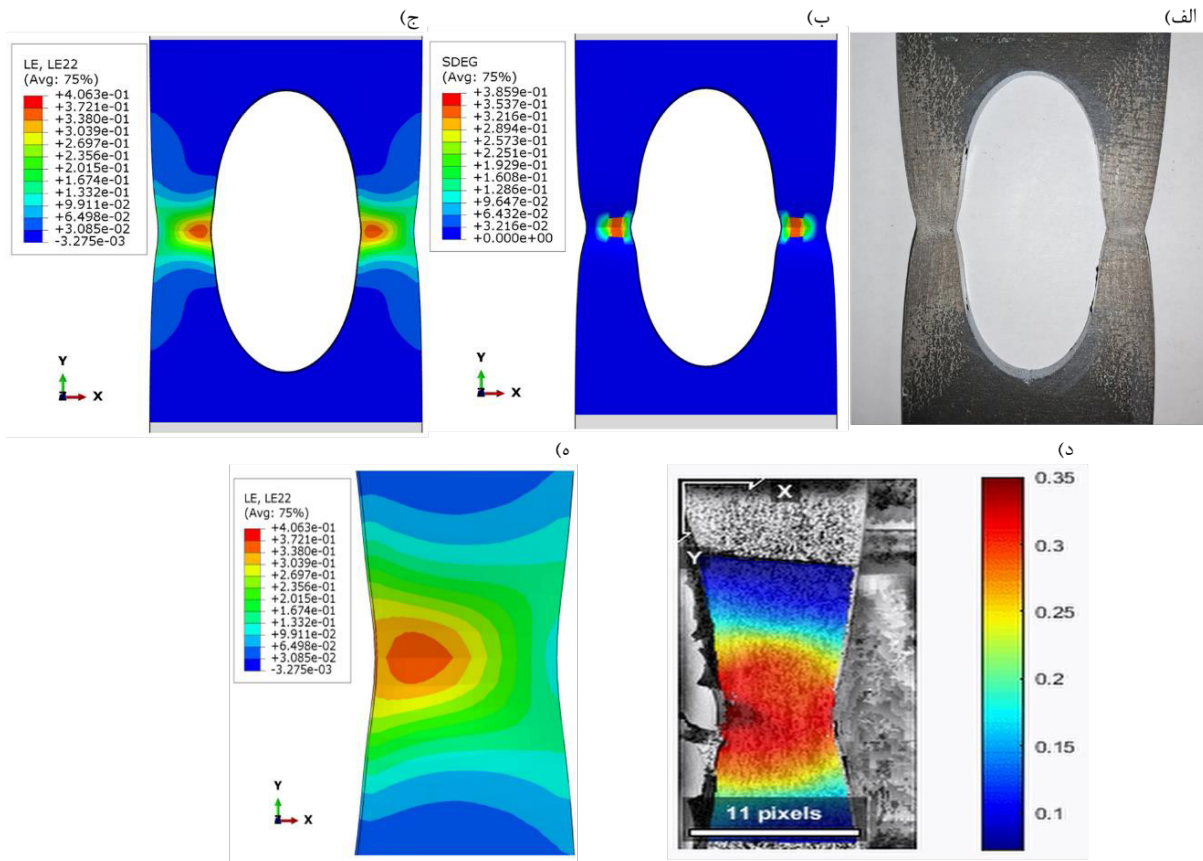 الف)
ب)
SDEG
(Avg: 75%)
+3.859e-01
+3.537e-01
+3.216e-01
+2.894e-01
+2.573e-01
+2.251e-01
+1.929e-01
+1.608e-01
+1.286e-01
+9.647e-02
+6.432e-02
+3.216e-02
+0.000e+00
Y
Z X
ج)
LE, LE22
(Avg: 75%)
+4.063e-01
+3.721e-01
+3.380e-01
+3.039e-01
+2.697e-01
+2.356e-01
+2.015e-01
+1.674e-01
+1.332e-01
+9.911e-02
+6.498e-02
+3.085e-02
-3.275e-03
Y
Z X
د)
X
Y
11 pixels
0.35
0.3
0.25
0.2
0.15
0.1
ه)
LE, LE22
(Avg: 75%)
+4.063e-01
+3.721e-01
+3.380e-01
+3.039e-01
+2.697e-01
+2.356e-01
+2.015e-01
+1.674e-01
+1.332e-01
+9.911e-02
+6.498e-02
+3.085e-02
-3.275e-03
Y
Z X